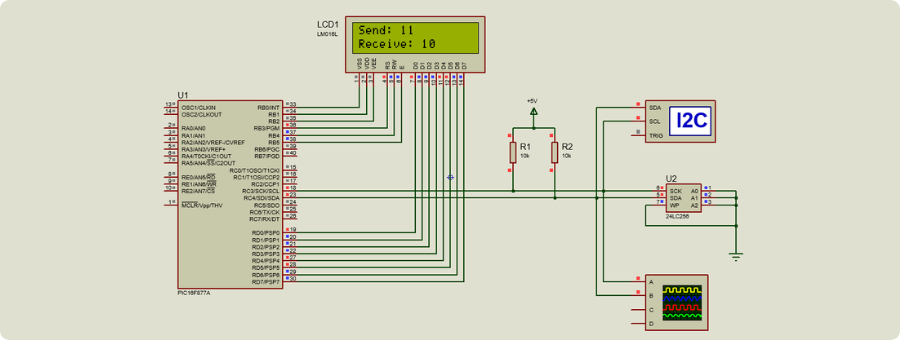 LCD1
LM016L
Send: 11
Receive: 10
VSS
VDD
VEE
RS
RW
E
D0
D1
D2
D3
D4
D5
D6
D7
1
2
3
4
5
6
7
8
9
10
11
12
13
14
U1
13 OSC1/CLKIN
14 OSC2/CLKOUT
2 RA0/AN0
3 RA1/AN1
4 RA2/AN2/VREF-/CVREF
5 RA3/AN3/VREF+
6 RA4/T0CKI/C1OUT
7 RA5/AN4/SS/C2OUT
8 RE0/AN5/RD
9 RE1/AN6/WR
10 RE2/AN7/CS
1 MCLR/Vpp/THV
RB0/INT 33
RB1 34
RB2 35
RB3/PGM 36
RB4 37
RB5 38
RB6/PGC 39
RB7/PGD 40
RC0/T1OSO/T1CKI 15
RC1/T1OSI/CCP2 16
RC2/CCP1 17
RC3/SCK/SCL 18
RC4/SDI/SDA 23
RC5/SDO 24
RC6/TX/CK 25
RC7/RX/DT 26
RD0/PSP0 19
RD1/PSP1 20
RD2/PSP2 21
RD3/PSP3 22
RD4/PSP4 27
RD5/PSP5 28
RD6/PSP6 29
RD7/PSP7 30
PIC16F877A
+5V
R1
10k
R2
10k
SDA
SCL
TRIG
I2C
U2
6 SCK A0 1
5 SDA A1 2
7 WP A2 3
24LC256
A
B
C
D